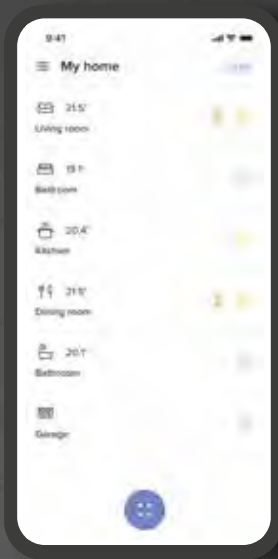 9:41
My home
21.5°
Living room
19.1°
Bedroom
20.4°
Kitchen
21.5°
Dining room
20.1°
Bathroom
Garage